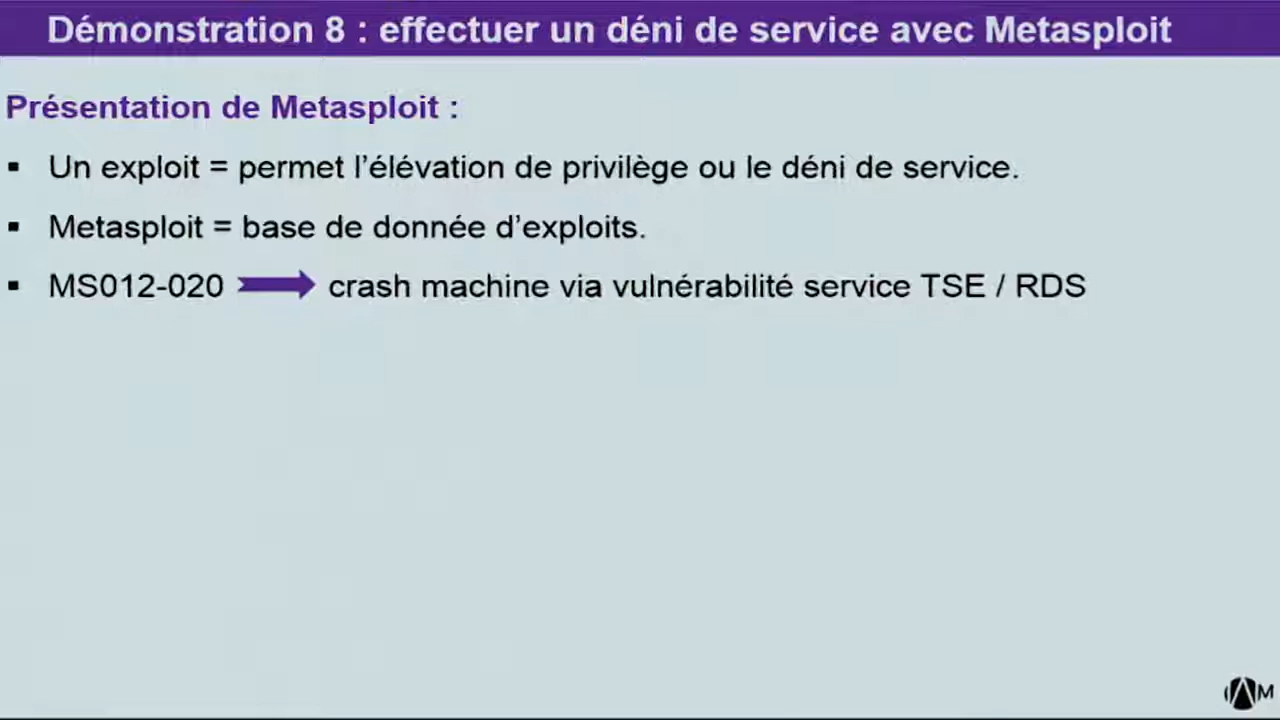 Démonstration 8 : effectuer un déni de service avec Metasploit
Présentation de Metasploit :
▪ Un exploit = permet l’élévation de privilège ou le déni de service.
▪ Metasploit = base de donnée d’exploits.
▪ MS012-020 ➡ crash machine via vulnérabilité service TSE / RDS
M